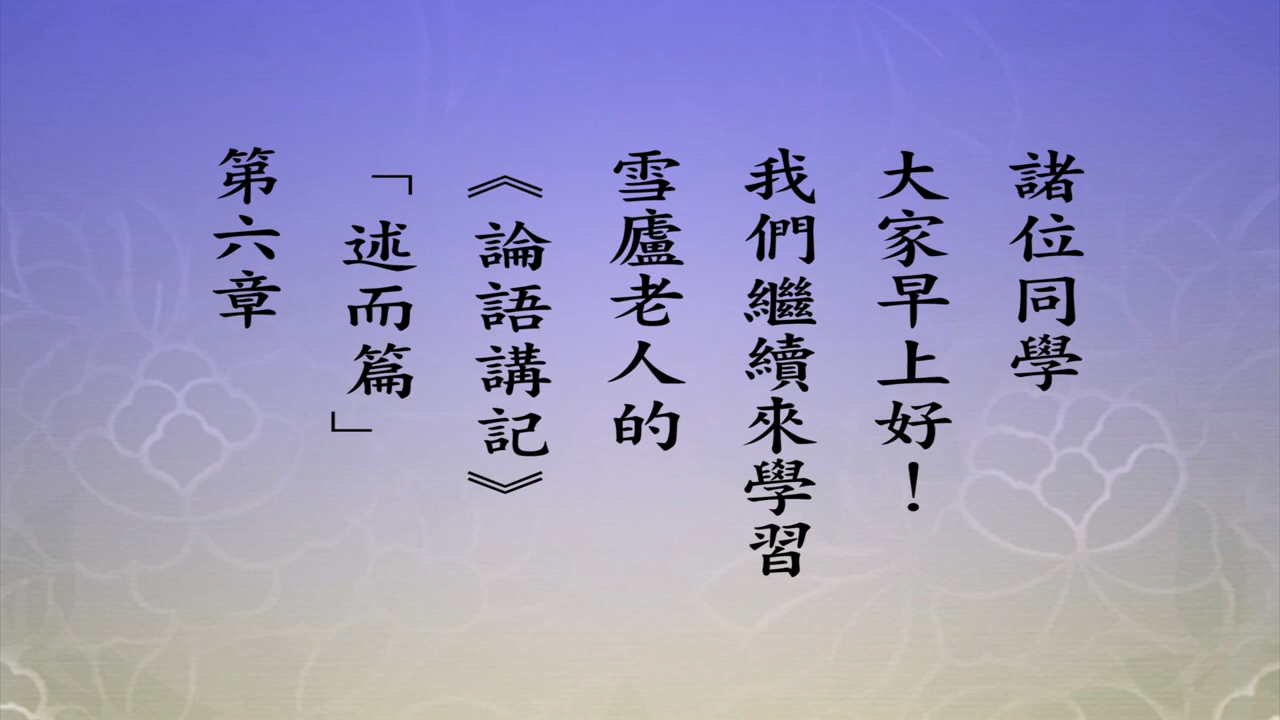 諸位同學
大家早上好！
我們繼續來學習
雪廬老人的
《論語講記》
「述而篇」
第六章